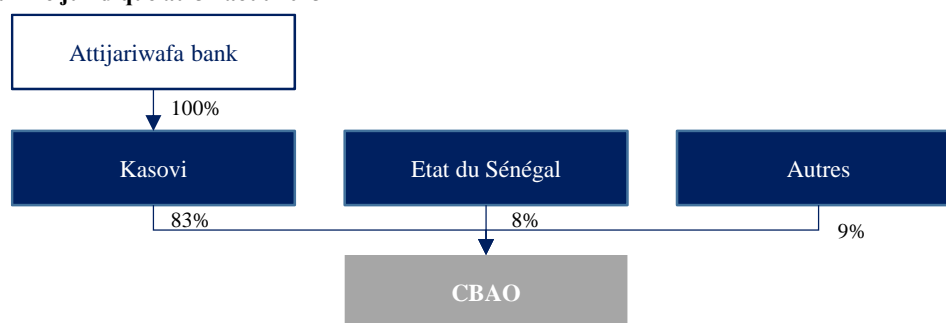 Attijariwafa bank
100%
Kasovi
Etat du Sénégal
Autres
83%
8%
9%
CBAO